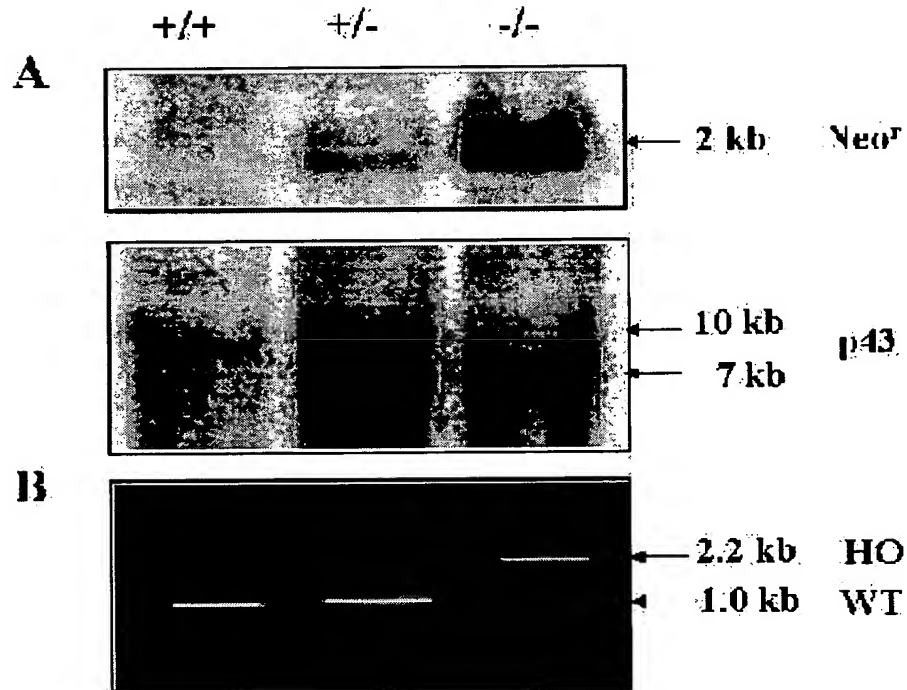 +/+ +/- -/-
A
2 kb Neoʳ
10 kb
p43
7 kb
B
2.2 kb HO
1.0 kb WT